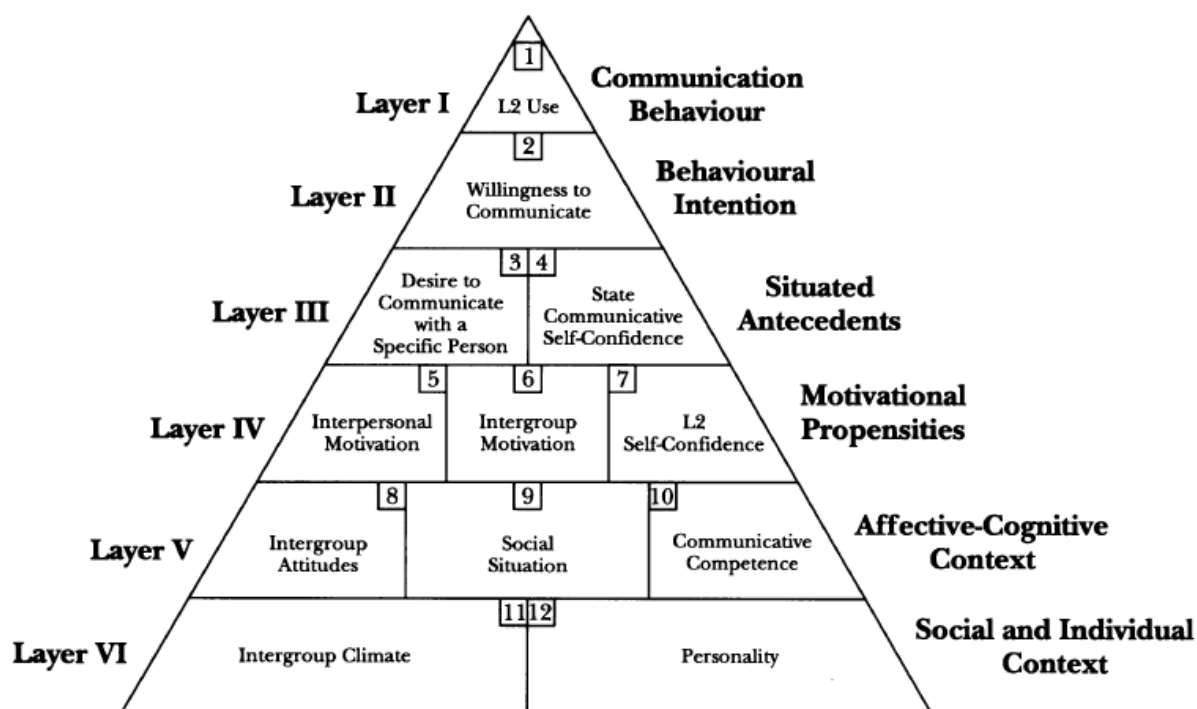 1
Layer I
L2 Use
Communication
Behaviour
2
Layer II
Willingness to
Communicate
Behavioural
Intention
3 4
Layer III
Desire to
Communicate
with a
Specific Person
State
Communicative
Self-Confidence
Situated
Antecedents
5 6 7
Layer IV
Interpersonal
Motivation
Intergroup
Motivation
L2
Self-Confidence
Motivational
Propensities
8 9 10
Layer V
Intergroup
Attitudes
Social
Situation
Communicative
Competence
Affective-Cognitive
Context
11 12
Layer VI
Intergroup Climate
Personality
Social and Individual
Context